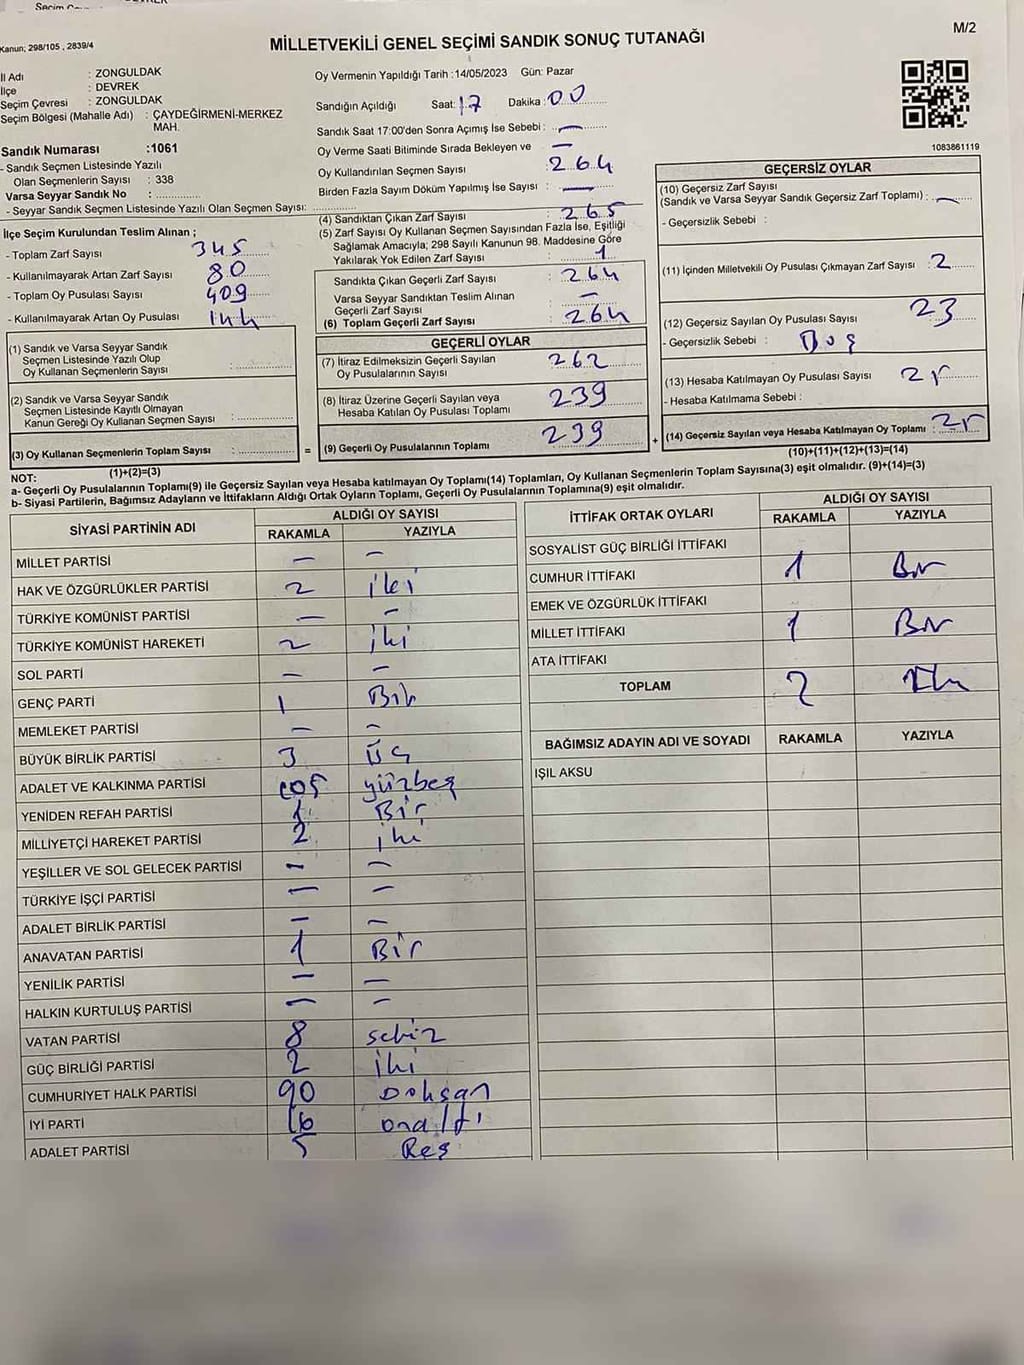 MİLLETVEKİLİ GENEL SEÇİMİ SANDIK SONUÇ TUTANAĞI
M/2
Kanun; 298/105 , 2839/4
İl Adı : ZONGULDAK
İlçe : DEVREK
Seçim Çevresi : ZONGULDAK
Seçim Bölgesi (Mahalle Adı) : ÇAYDEĞİRMENİ-MERKEZ MAH.
Sandık Numarası :1061
- Sandık Seçmen Listesinde Yazılı
Olan Seçmenlerin Sayısı : 338
Varsa Seyyar Sandık No :
- Seyyar Sandık Seçmen Listesinde Yazılı Olan Seçmen Sayısı:
İlçe Seçim Kurulundan Teslim Alınan ;
- Toplam Zarf Sayısı 345
- Kullanılmayarak Artan Zarf Sayısı 80
- Toplam Oy Pusulası Sayısı 409
- Kullanılmayarak Artan Oy Pusulası 144
(1) Sandık ve Varsa Seyyar Sandık
Seçmen Listesinde Yazılı Olup
Oy Kullanan Seçmenlerin Sayısı :
(2) Sandık ve Varsa Seyyar Sandık
Seçmen Listesinde Kayıtlı Olmayan
Kanun Gereği Oy Kullanan Seçmen Sayısı :
(3) Oy Kullanan Seçmenlerin Toplam Sayısı :
(1)+(2)=(3)
Oy Vermenin Yapıldığı Tarih :14/05/2023 Gün: Pazar
Sandığın Açıldığı Saat: 17 Dakika : 00
Sandık Saat 17:00'den Sonra Açımış İse Sebebi : —
Oy Verme Saati Bitiminde Sırada Bekleyen ve —
Oy Kullandırılan Seçmen Sayısı : 264
Birden Fazla Sayım Döküm Yapılmış İse Sayısı : —
(4) Sandıktan Çıkan Zarf Sayısı : 265
(5) Zarf Sayısı Oy Kullanan Seçmen Sayısından Fazla İse, Eşitliği
Sağlamak Amacıyla; 298 Sayılı Kanunun 98. Maddesine Göre
Yakılarak Yok Edilen Zarf Sayısı : 1
Sandıkta Çıkan Geçerli Zarf Sayısı : 264
Varsa Seyyar Sandıktan Teslim Alınan
Geçerli Zarf Sayısı : —
(6) Toplam Geçerli Zarf Sayısı : 264
GEÇERLİ OYLAR
(7) İtiraz Edilmeksizin Geçerli Sayılan
Oy Pusulalarının Sayısı : 262
(8) İtiraz Üzerine Geçerli Sayılan veya
Hesaba Katılan Oy Pusulası Toplamı : 239
= (9) Geçerli Oy Pusulalarının Toplamı : 239
1083861119
GEÇERSİZ OYLAR
(10) Geçersiz Zarf Sayısı
(Sandık ve Varsa Seyyar Sandık Geçersiz Zarf Toplamı) : —
- Geçersizlik Sebebi :
(11) İçinden Milletvekili Oy Pusulası Çıkmayan Zarf Sayısı : 2
(12) Geçersiz Sayılan Oy Pusulası Sayısı : 23
- Geçersizlik Sebebi : Boş
(13) Hesaba Katılmayan Oy Pusulası Sayısı : 25
- Hesaba Katılmama Sebebi :
+ (14) Geçersiz Sayılan veya Hesaba Katılmayan Oy Toplamı : 25
(10)+(11)+(12)+(13)=(14)
NOT:
a- Geçerli Oy Pusulalarının Toplamı(9) ile Geçersiz Sayılan veya Hesaba katılmayan Oy Toplamı(14) Toplamları, Oy Kullanan Seçmenlerin Toplam Sayısına(3) eşit olmalıdır. (9)+(14)=(3)
b- Siyasi Partilerin, Bağımsız Adayların ve İttifakların Aldığı Ortak Oyların Toplamı, Geçerli Oy Pusulalarının Toplamına(9) eşit olmalıdır.
SİYASİ PARTİNİN ADI ALDIĞI OY SAYISI
RAKAMLA YAZIYLA
MİLLET PARTİSİ — —
HAK VE ÖZGÜRLÜKLER PARTİSİ 2 iki
TÜRKİYE KOMÜNİST PARTİSİ — —
TÜRKİYE KOMÜNİST HAREKETİ 2 iki
SOL PARTİ — —
GENÇ PARTİ 1 Bir
MEMLEKET PARTİSİ — —
BÜYÜK BİRLİK PARTİSİ 3 üç
ADALET VE KALKINMA PARTİSİ 105 yüzbeş
YENİDEN REFAH PARTİSİ 1 Bir
MİLLİYETÇİ HAREKET PARTİSİ 2 iki
YEŞİLLER VE SOL GELECEK PARTİSİ — —
TÜRKİYE İŞÇİ PARTİSİ — —
ADALET BİRLİK PARTİSİ — —
ANAVATAN PARTİSİ 1 Bir
YENİLİK PARTİSİ — —
HALKIN KURTULUŞ PARTİSİ — —
VATAN PARTİSİ 8 sekiz
GÜÇ BİRLİĞİ PARTİSİ 2 iki
CUMHURİYET HALK PARTİSİ 90 Doksan
İYİ PARTİ 16 onaltı
ADALET PARTİSİ 5 Beş
İTTİFAK ORTAK OYLARI ALDIĞI OY SAYISI
RAKAMLA YAZIYLA
SOSYALİST GÜÇ BİRLİĞİ İTTİFAKI
CUMHUR İTTİFAKI 1 Bir
EMEK VE ÖZGÜRLÜK İTTİFAKI
MİLLET İTTİFAKI 1 Bir
ATA İTTİFAKI
TOPLAM 2 İki
BAĞIMSIZ ADAYIN ADI VE SOYADI RAKAMLA YAZIYLA
IŞIL AKSU